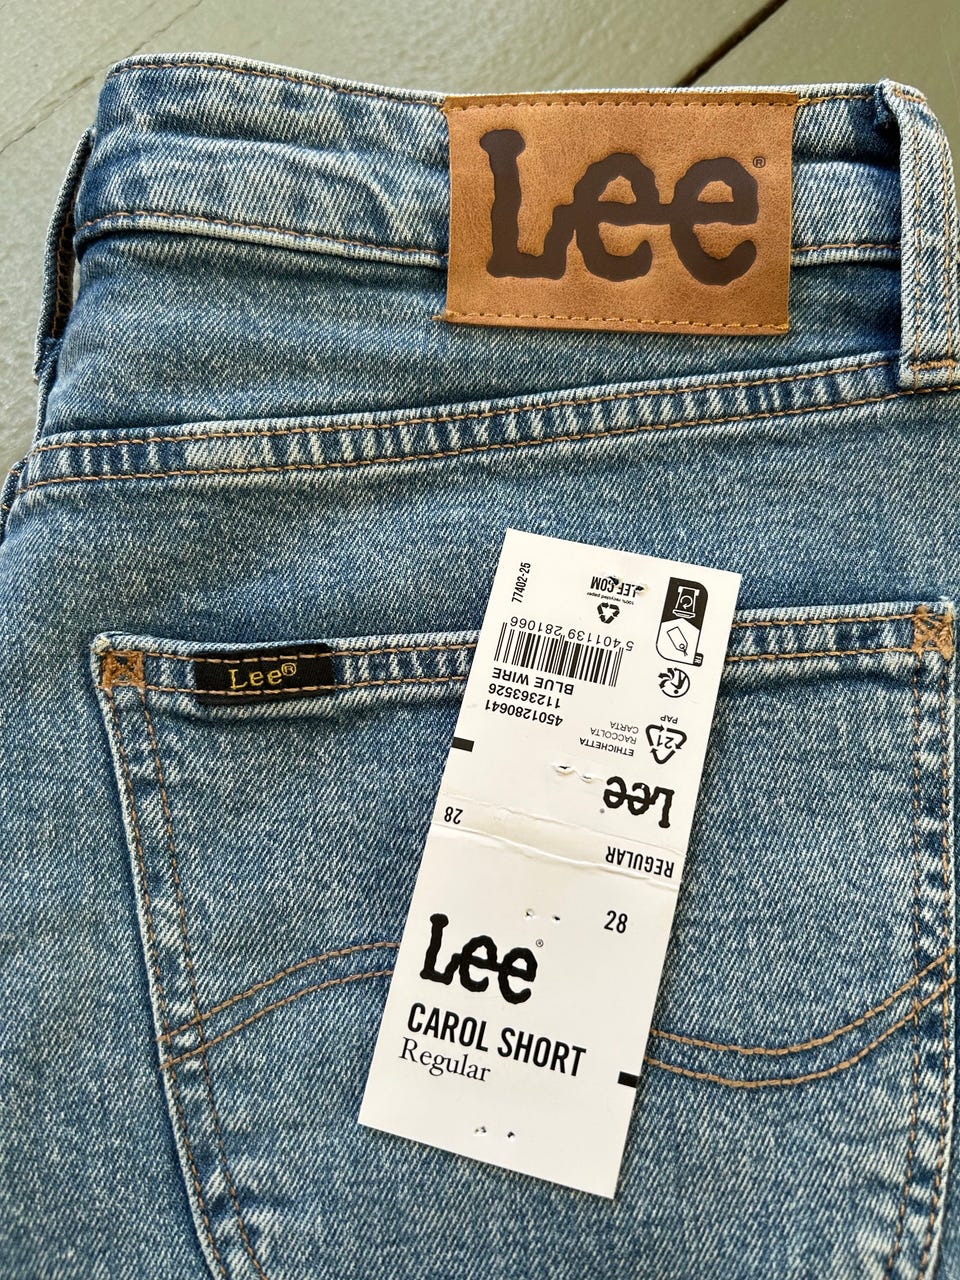 Lee®
Lee®
77402-25
LEE.COM
100% recycled paper
5 401139 281066
FR
BLUE WIRE
112363526
4501280641
PAP
21
ETICHETTA
RACCOLTA
CARTA
Lee®
28
REGULAR
28
Lee®
CAROL SHORT
Regular